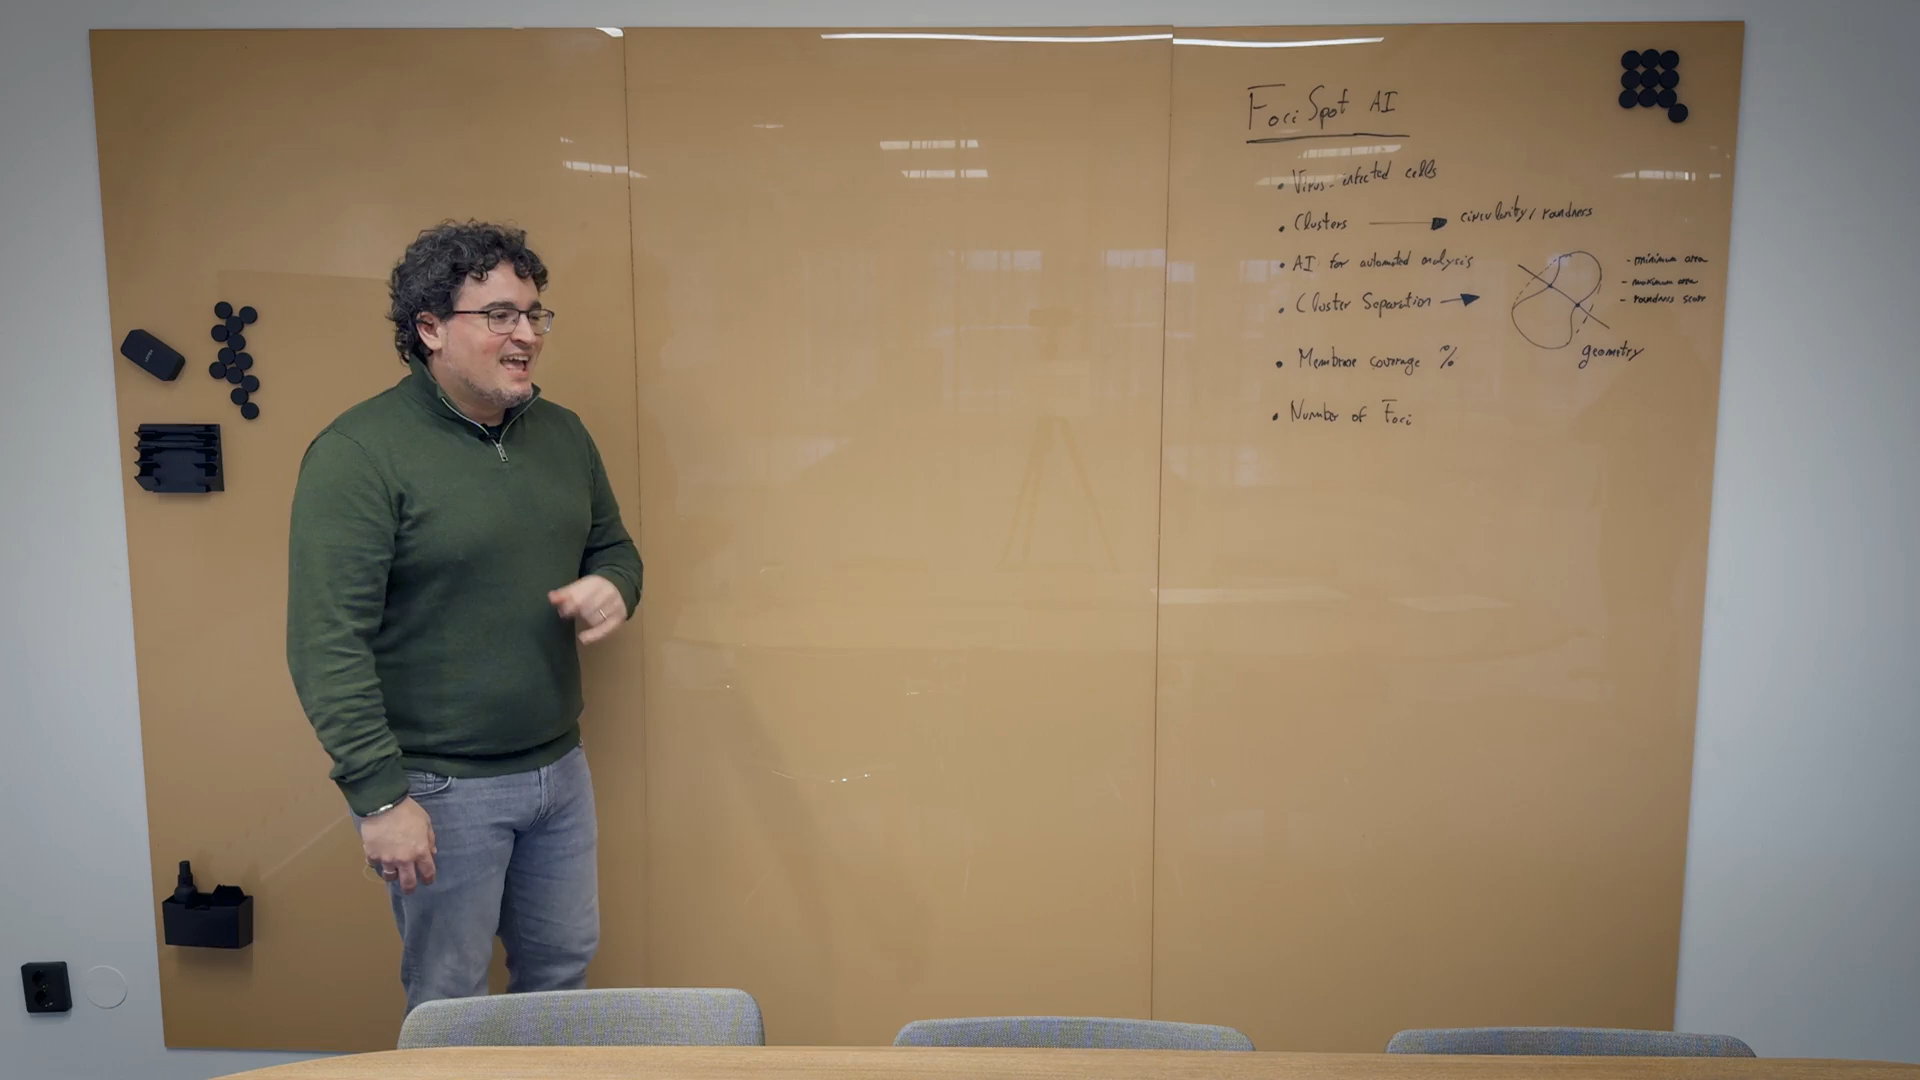 Foci Spot AI
• Virus-infected cells
• Clusters → circularity/roundness
• AI for automated analysis
• Cluster Separation →
- minimum area
- maximum area
- roundness score
geometry
• Membrane coverage %
• Number of Foci